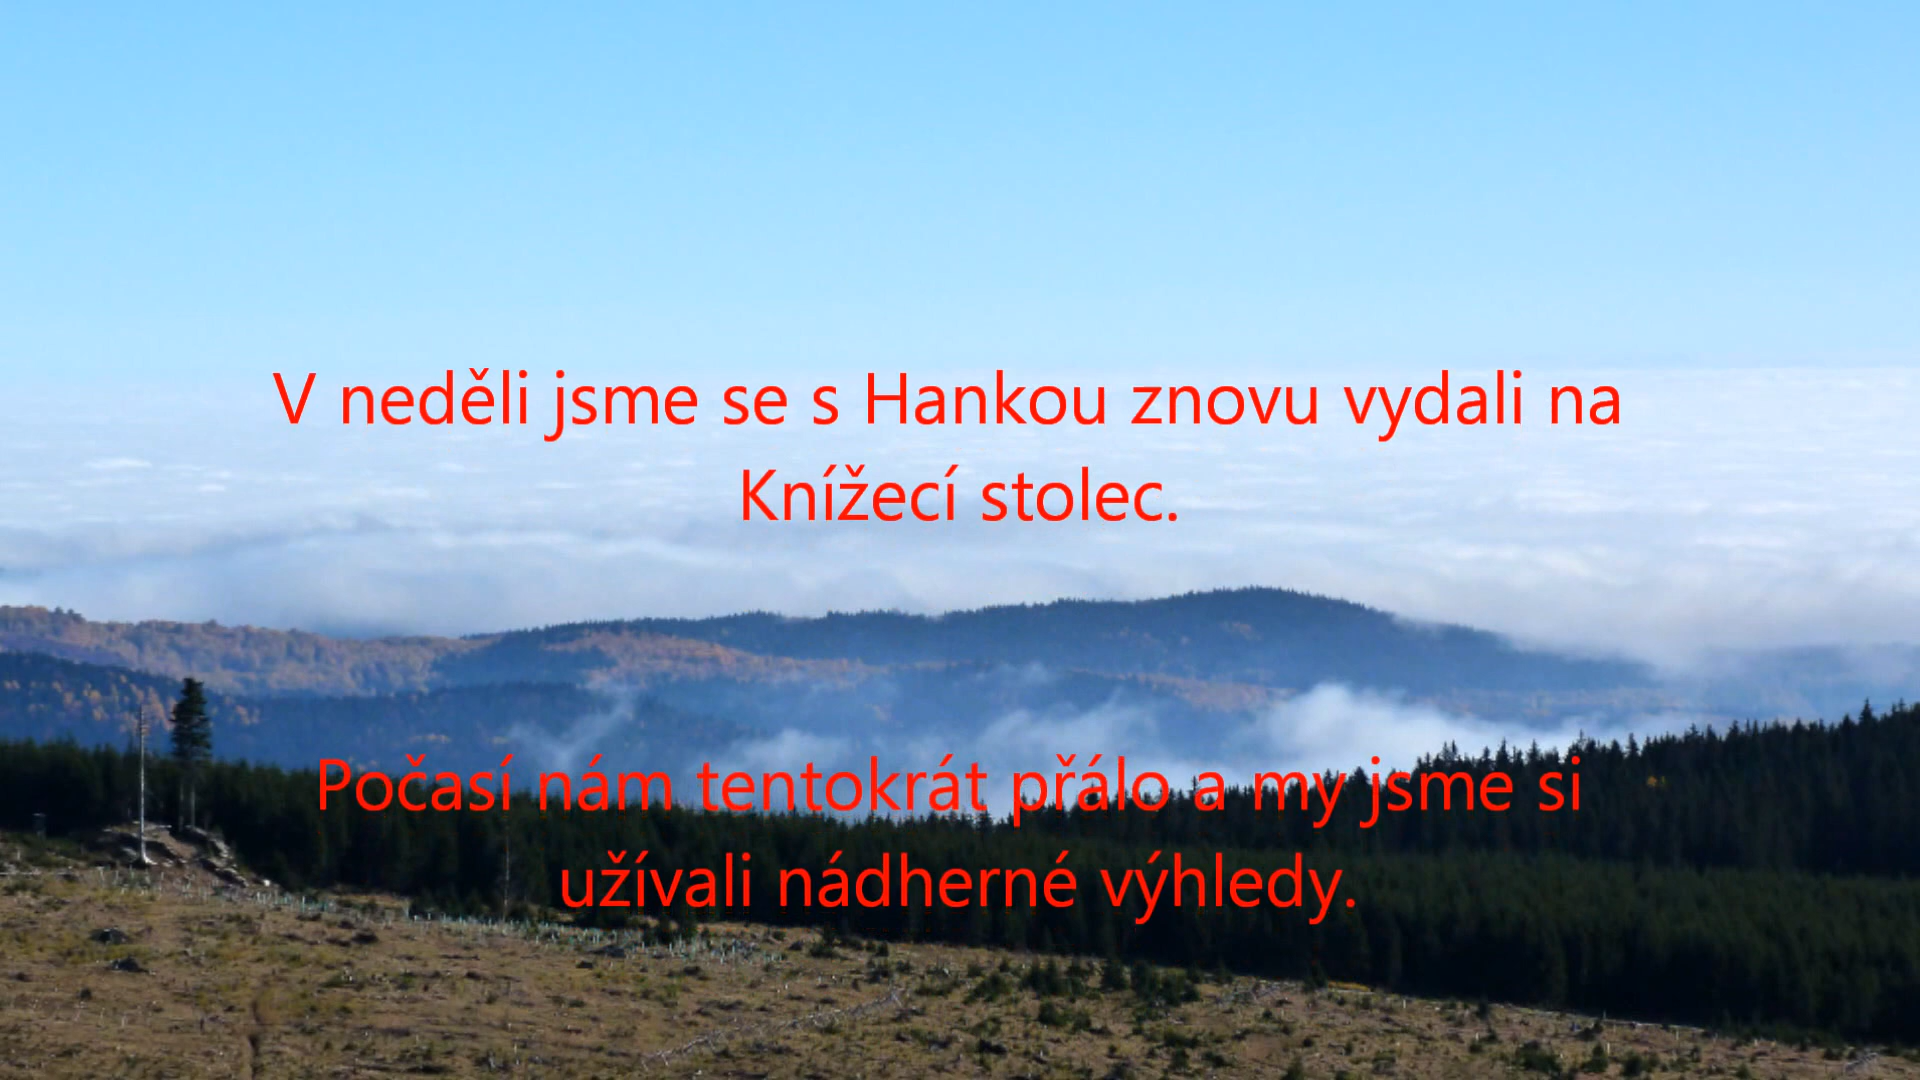 V neděli jsme se s Hankou znovu vydali na
Knížecí stolec.
Počasí nám tentokrát přálo a my jsme si
užívali nádherné výhledy.